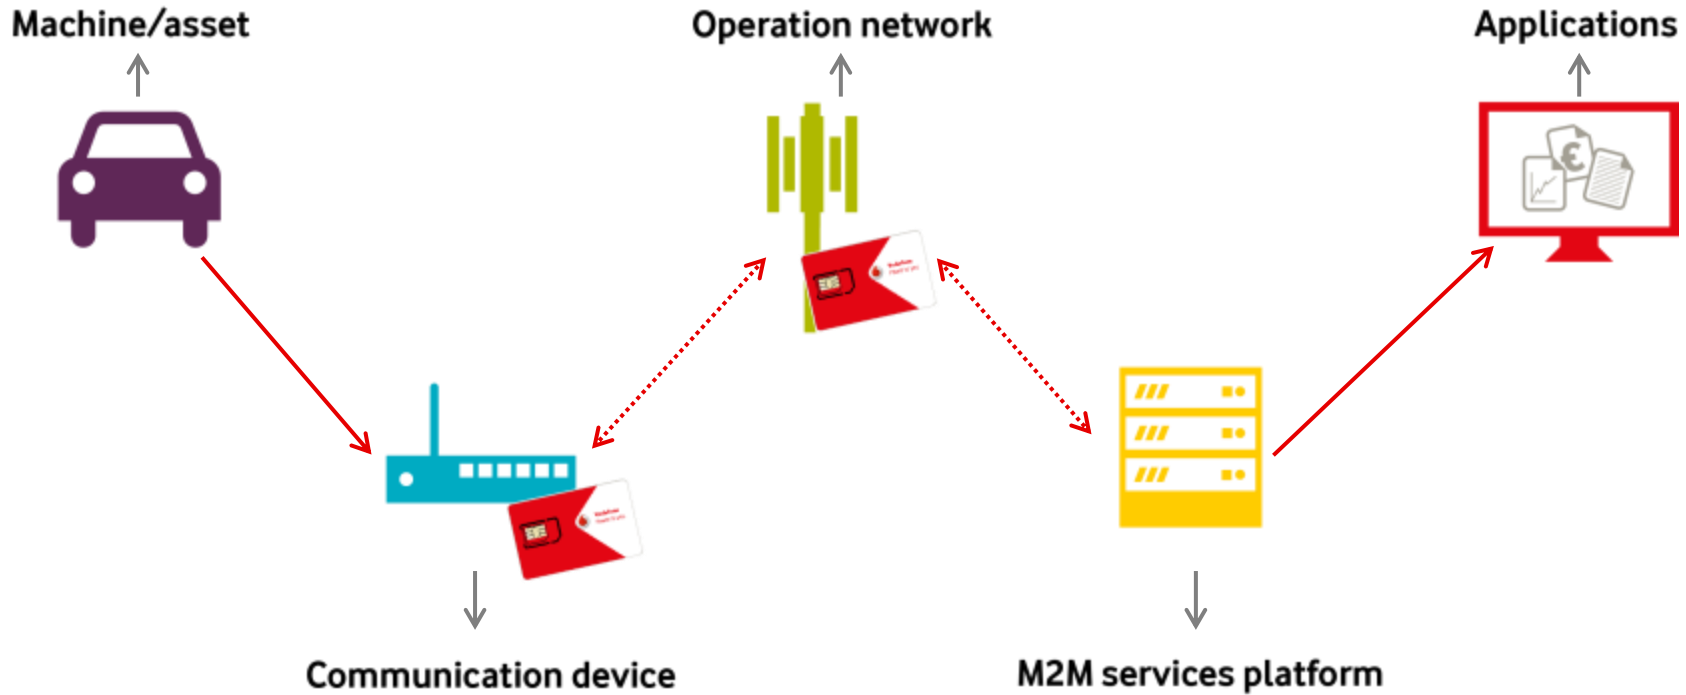 Machine/asset
Operation network
Applications
€
Communication device
M2M services platform